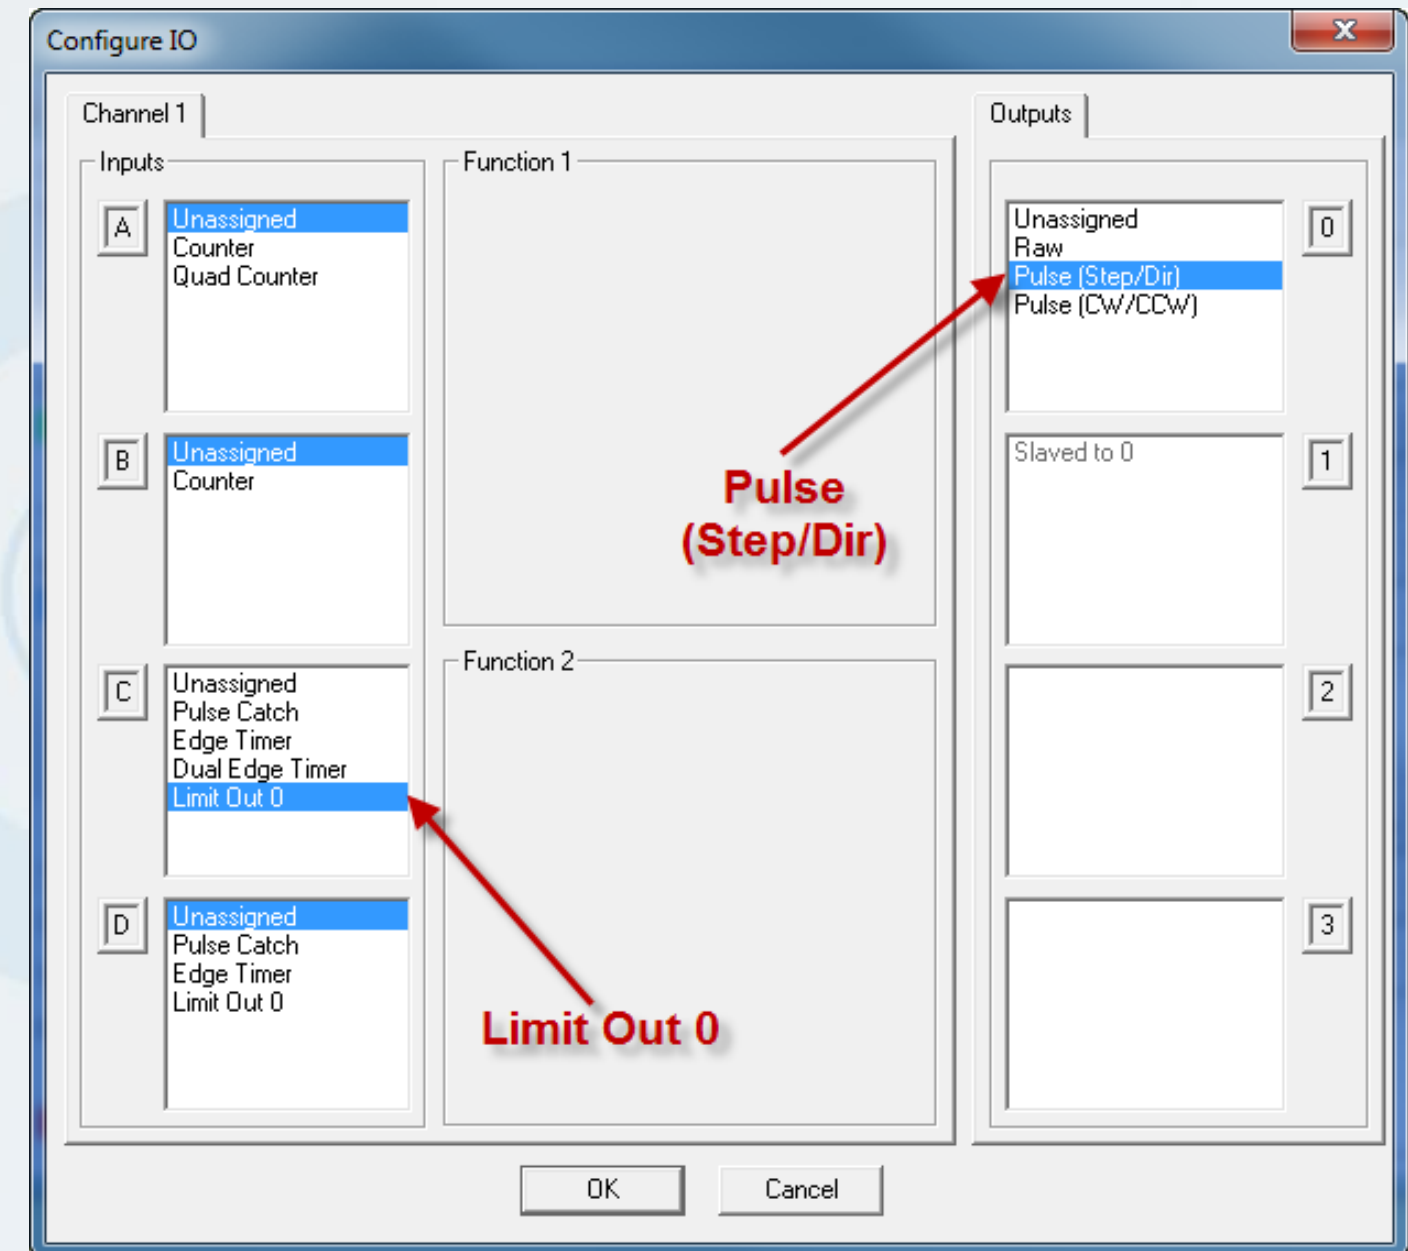 Configure IO
x
Channel 1
Inputs
A
Unassigned
Counter
Quad Counter
B
Unassigned
Counter
C
Unassigned
Pulse Catch
Edge Timer
Dual Edge Timer
Limit Out 0
D
Unassigned
Pulse Catch
Edge Timer
Limit Out 0
Function 1
Function 2
Pulse
(Step/Dir)
Limit Out 0
Outputs
Unassigned
Raw
Pulse (Step/Dir)
Pulse (CW/CCW)
0
Slaved to 0
1
2
3
OK
Cancel